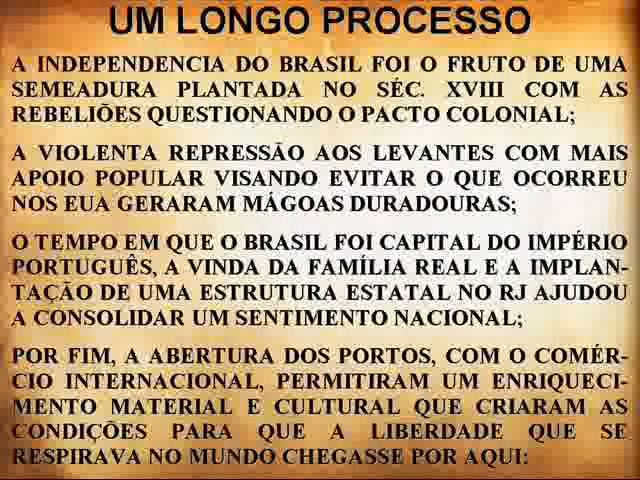 UM LONGO PROCESSO
A INDEPENDENCIA DO BRASIL FOI O FRUTO DE UMA
SEMEADURA PLANTADA NO SÉC. XVIII COM AS
REBELIÕES QUESTIONANDO O PACTO COLONIAL;
A VIOLENTA REPRESSÃO AOS LEVANTES COM MAIS
APOIO POPULAR VISANDO EVITAR O QUE OCORREU
NOS EUA GERARAM MÁGOAS DURADOURAS;
O TEMPO EM QUE O BRASIL FOI CAPITAL DO IMPÉRIO
PORTUGUÊS, A VINDA DA FAMÍLIA REAL E A IMPLAN-
TAÇÃO DE UMA ESTRUTURA ESTATAL NO RJ AJUDOU
A CONSOLIDAR UM SENTIMENTO NACIONAL;
POR FIM, A ABERTURA DOS PORTOS, COM O COMÉR-
CIO INTERNACIONAL, PERMITIRAM UM ENRIQUECI-
MENTO MATERIAL E CULTURAL QUE CRIARAM AS
CONDIÇÕES PARA QUE A LIBERDADE QUE SE
RESPIRAVA NO MUNDO CHEGASSE POR AQUI: